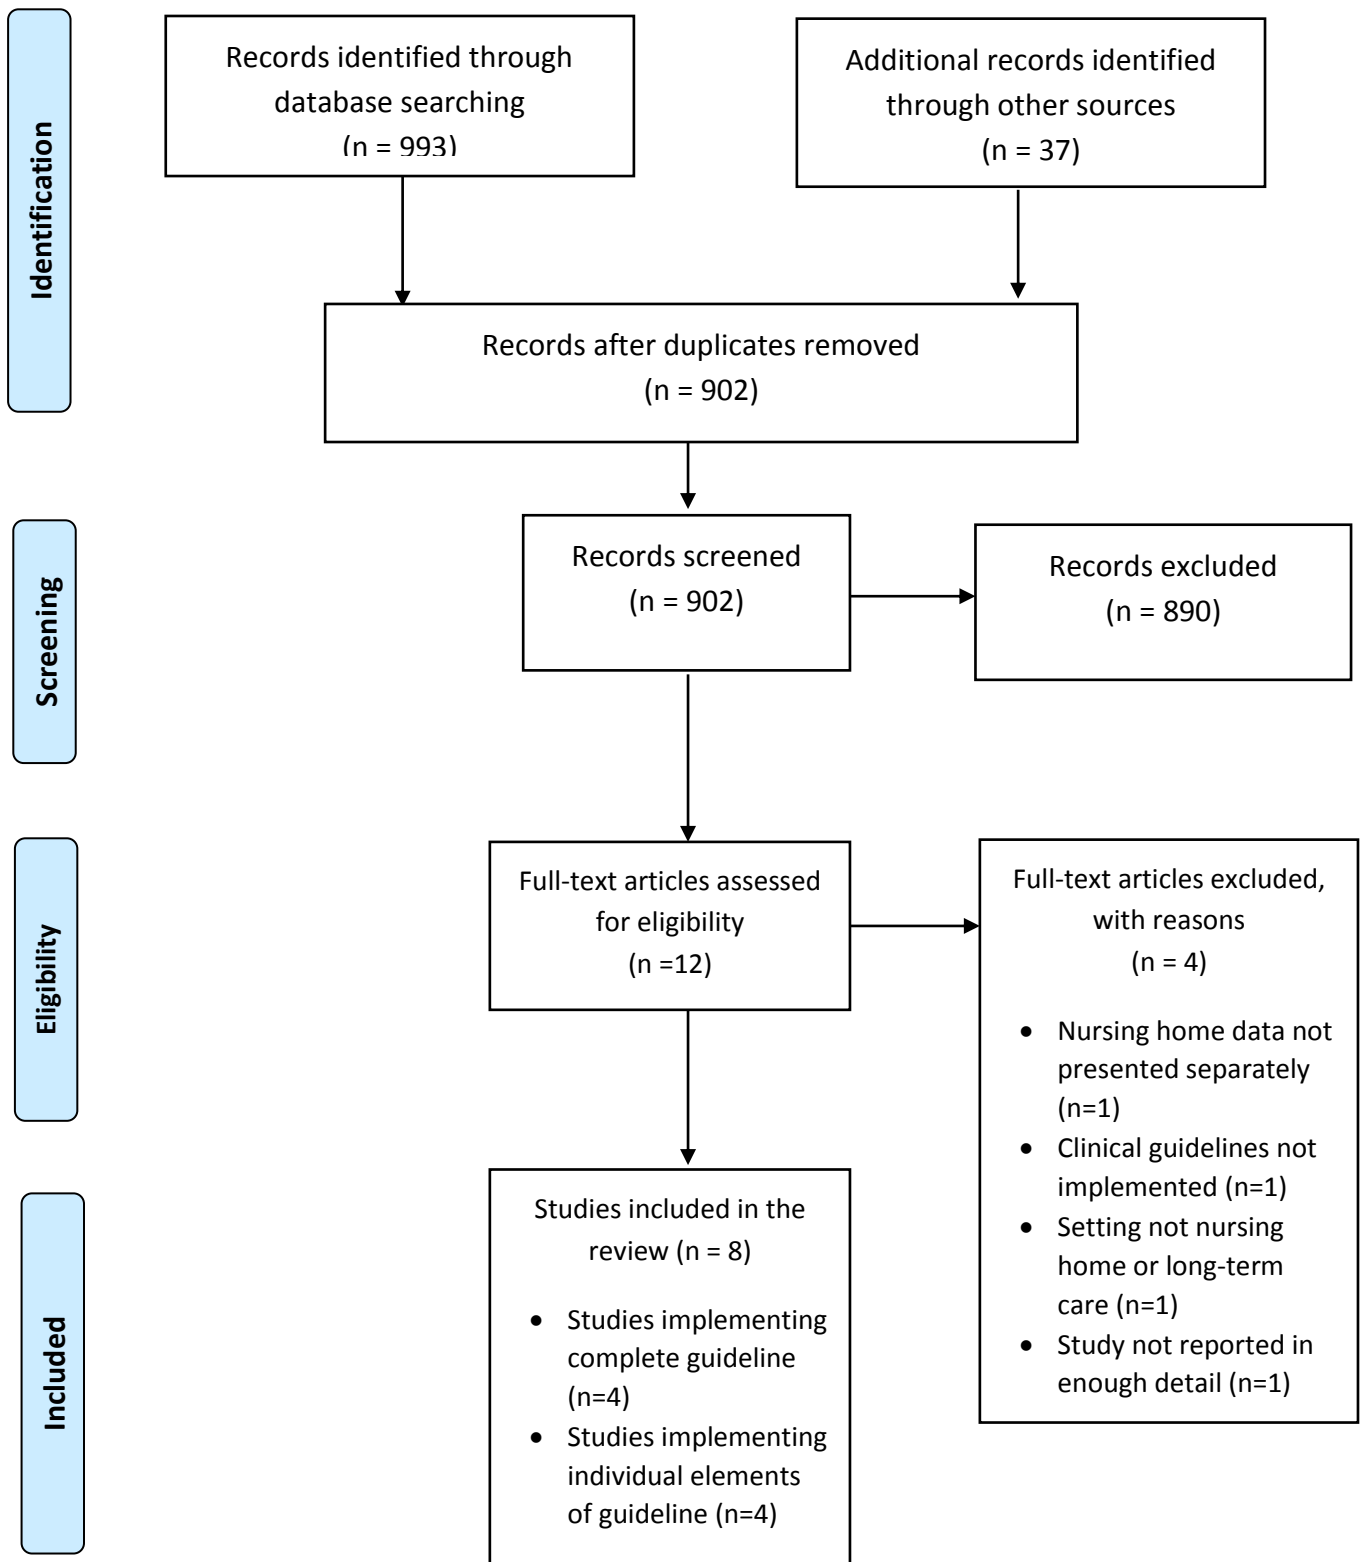 Identification
Records identified through
database searching
(n = 993)
Additional records identified
through other sources
(n = 37)
Records after duplicates removed
(n = 902)
Screening
Records screened
(n = 902)
Records excluded
(n = 890)
Eligibility
Full-text articles assessed
for eligibility
(n =12)
Full-text articles excluded,
with reasons
(n = 4)
• Nursing home data not
presented separately
(n=1)
• Clinical guidelines not
implemented (n=1)
• Setting not nursing
home or long-term
care (n=1)
• Study not reported in
enough detail (n=1)
Included
Studies included in the
review (n = 8)
• Studies implementing
complete guideline
(n=4)
• Studies implementing
individual elements
of guideline (n=4)